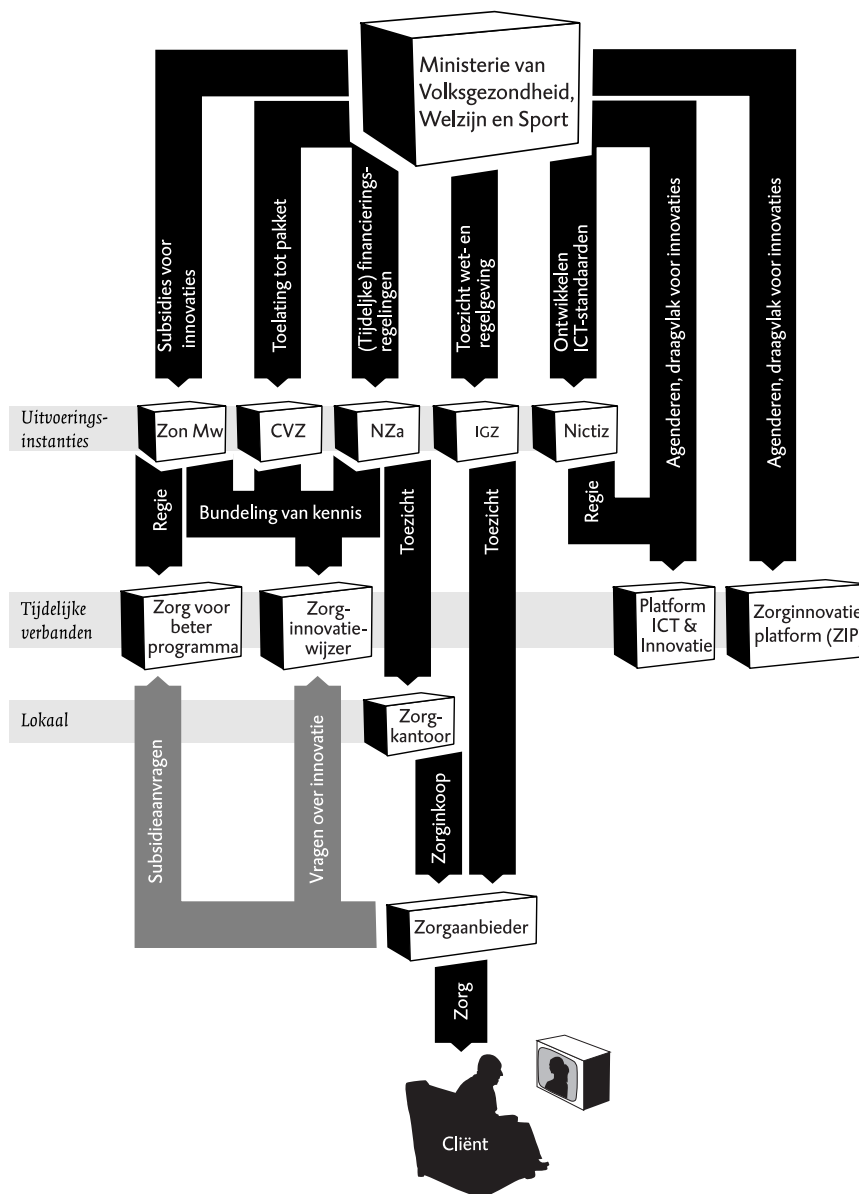 Ministerie van
Volksgezondheid,
Welzijn en Sport
Subsidies voor
innovaties
Toelating tot pakket
(Tijdelijke) financierings-
regelingen
Toezicht wet- en
regelgeving
Ontwikkelen
ICT-standaarden
Agenderen, draagvlak voor innovaties
Agenderen, draagvlak voor innovaties
Uitvoerings-
instanties
Zon Mw
CVZ
NZa
IGZ
Nictiz
Regie
Bundeling van kennis
Toezicht
Toezicht
Regie
Tijdelijke
verbanden
Zorg voor
beter
programma
Zorg-
innovatie-
wijzer
Platform
ICT &
Innovatie
Zorginnovatie
platform (ZIP
Lokaal
Zorg-
kantoor
Subsidieaanvragen
Vragen over innovatie
Zorginkoop
Zorgaanbieder
Zorg
Cliënt